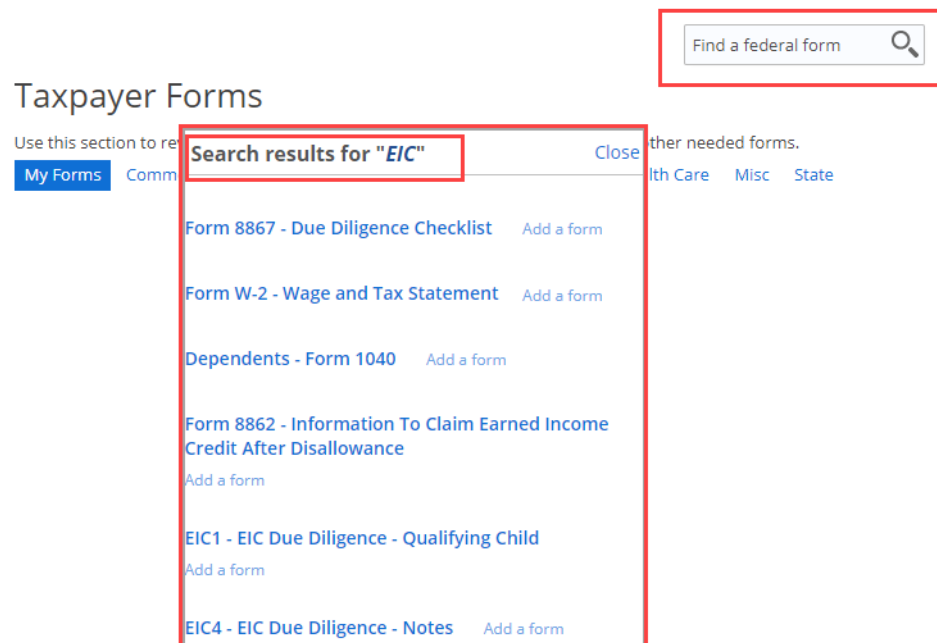 Find a federal form
Taxpayer Forms
Use this section to re
ther needed forms.
My Forms Comm
lth Care Misc State
Search results for "EIC" Close
Form 8867 - Due Diligence Checklist Add a form
Form W-2 - Wage and Tax Statement Add a form
Dependents - Form 1040 Add a form
Form 8862 - Information To Claim Earned Income
Credit After Disallowance
Add a form
EIC1 - EIC Due Diligence - Qualifying Child
Add a form
EIC4 - EIC Due Diligence - Notes Add a form